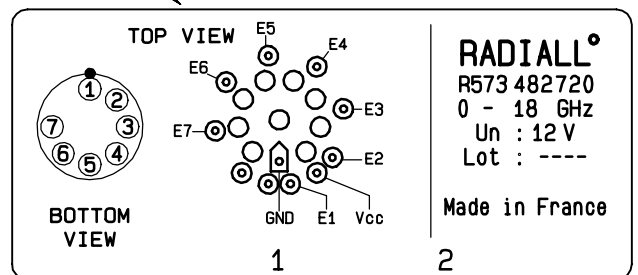 TOP VIEW
E5
E4
E6
E3
E7
E2
GND
E1
Vcc
1
2
3
4
5
6
7
BOTTOM
VIEW
RADIALL°
R573 482720
0 - 18 GHz
Un : 12 V
Lot : ----
Made in France
1
2